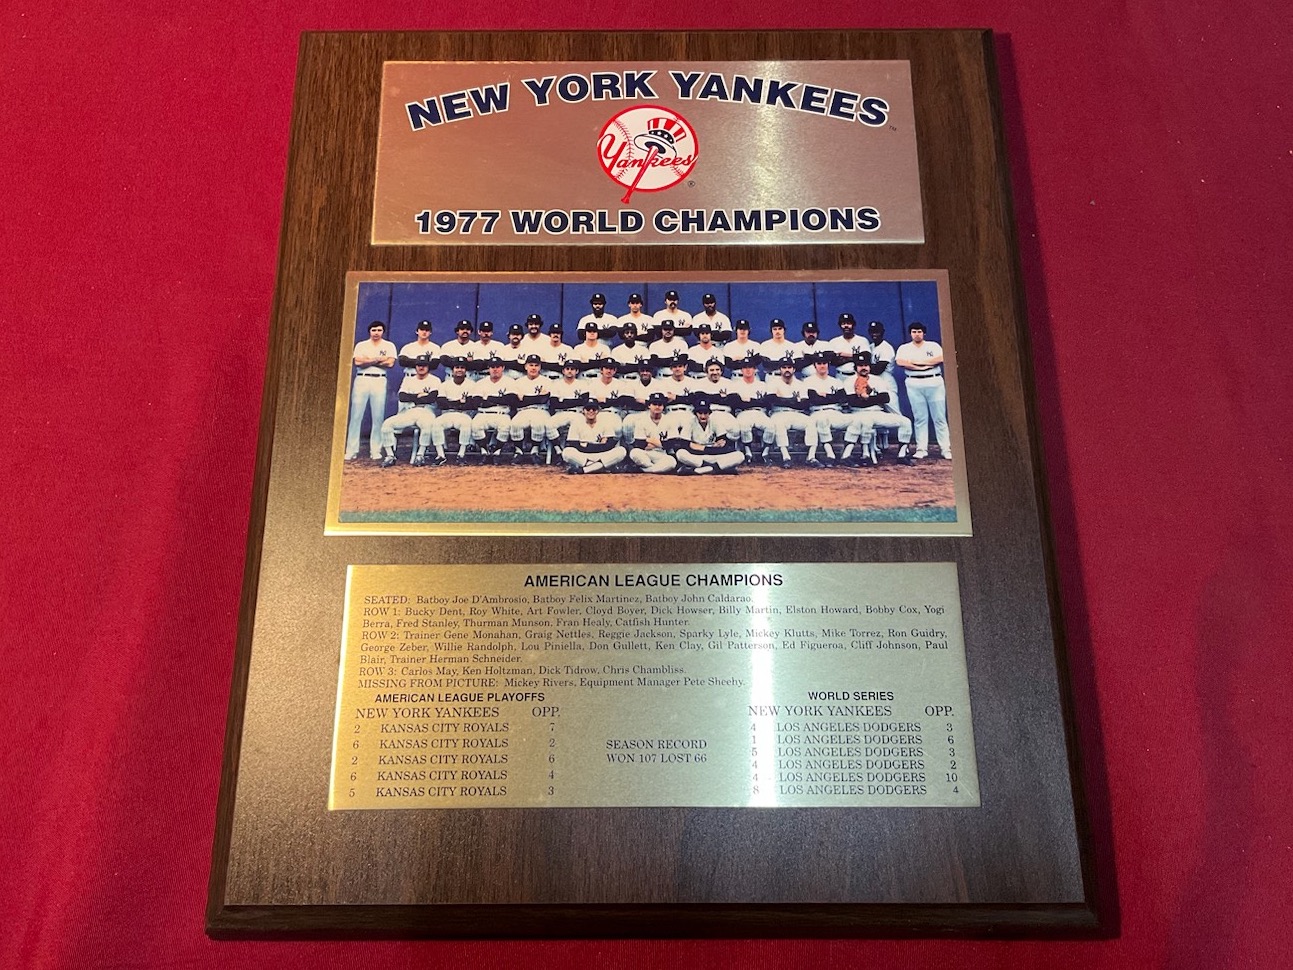 NEW YORK YANKEES™
Yankees®
1977 WORLD CHAMPIONS
AMERICAN LEAGUE CHAMPIONS
SEATED: Batboy Joe D'Ambrosio, Batboy Felix Martinez, Batboy John Caldarao.
ROW 1: Bucky Dent, Roy White, Art Fowler, Cloyd Boyer, Dick Howser, Billy Martin, Elston Howard, Bobby Cox, Yogi
Berra, Fred Stanley, Thurman Munson, Fran Healy, Catfish Hunter.
ROW 2: Trainer Gene Monahan, Graig Nettles, Reggie Jackson, Sparky Lyle, Mickey Klutts, Mike Torrez, Ron Guidry,
George Zeber, Willie Randolph, Lou Piniella, Don Gullett, Ken Clay, Gil Patterson, Ed Figueroa, Cliff Johnson, Paul
Blair, Trainer Herman Schneider.
ROW 3: Carlos May, Ken Holtzman, Dick Tidrow, Chris Chambliss.
MISSING FROM PICTURE: Mickey Rivers, Equipment Manager Pete Sheehy.
AMERICAN LEAGUE PLAYOFFS
NEW YORK YANKEES OPP.
2 KANSAS CITY ROYALS 7
6 KANSAS CITY ROYALS 2
2 KANSAS CITY ROYALS 6
6 KANSAS CITY ROYALS 4
5 KANSAS CITY ROYALS 3
SEASON RECORD
WON 107 LOST 66
WORLD SERIES
NEW YORK YANKEES OPP.
4 LOS ANGELES DODGERS 3
1 LOS ANGELES DODGERS 6
5 LOS ANGELES DODGERS 3
4 LOS ANGELES DODGERS 2
4 LOS ANGELES DODGERS 10
8 LOS ANGELES DODGERS 4